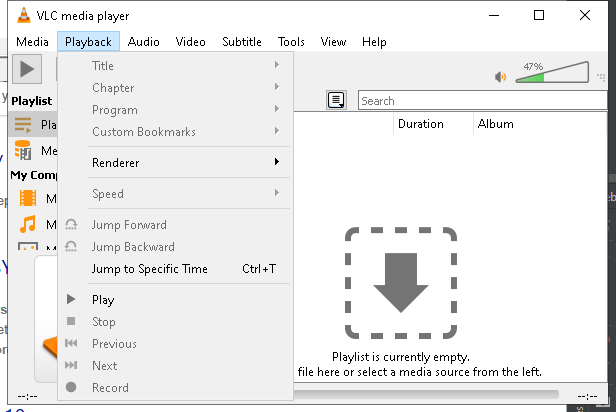 VLC media player
Media Playback Audio Video Subtitle Tools View Help
47%
Search
Playlist
Duration Album
My Comp
Title
Chapter
Program
Custom Bookmarks
Renderer
Speed
Jump Forward
Jump Backward
Jump to Specific Time Ctrl+T
Play
Stop
Previous
Next
Record
Playlist is currently empty.
file here or select a media source from the left.
--:-- --:--